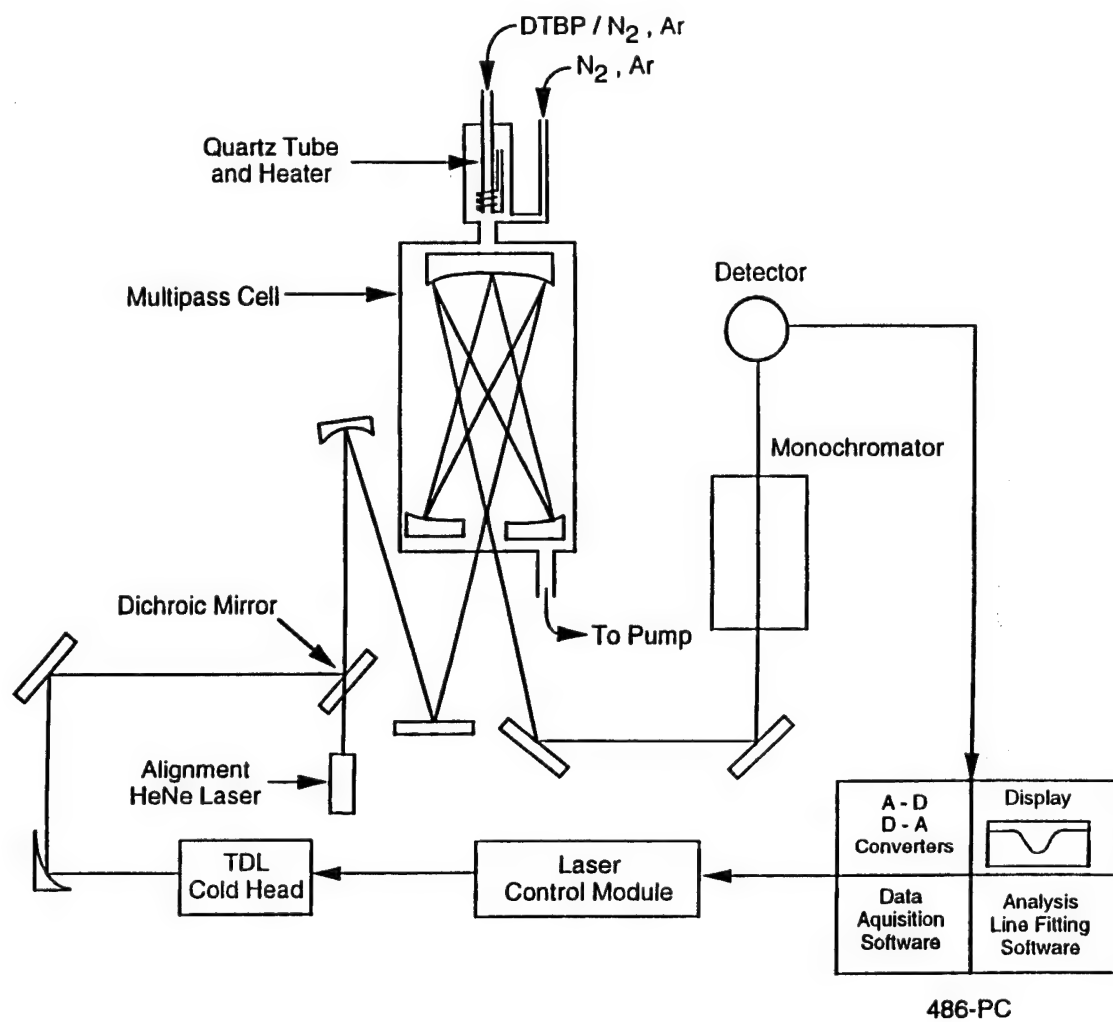 DTBP / N2 , Ar
N2 , Ar
Quartz Tube
and Heater
Multipass Cell
Detector
Monochromator
Dichroic Mirror
To Pump
Alignment
HeNe Laser
TDL
Cold Head
Laser
Control Module
A - D
D - A
Converters
Display
Data
Aquisition
Software
Analysis
Line Fitting
Software
486-PC